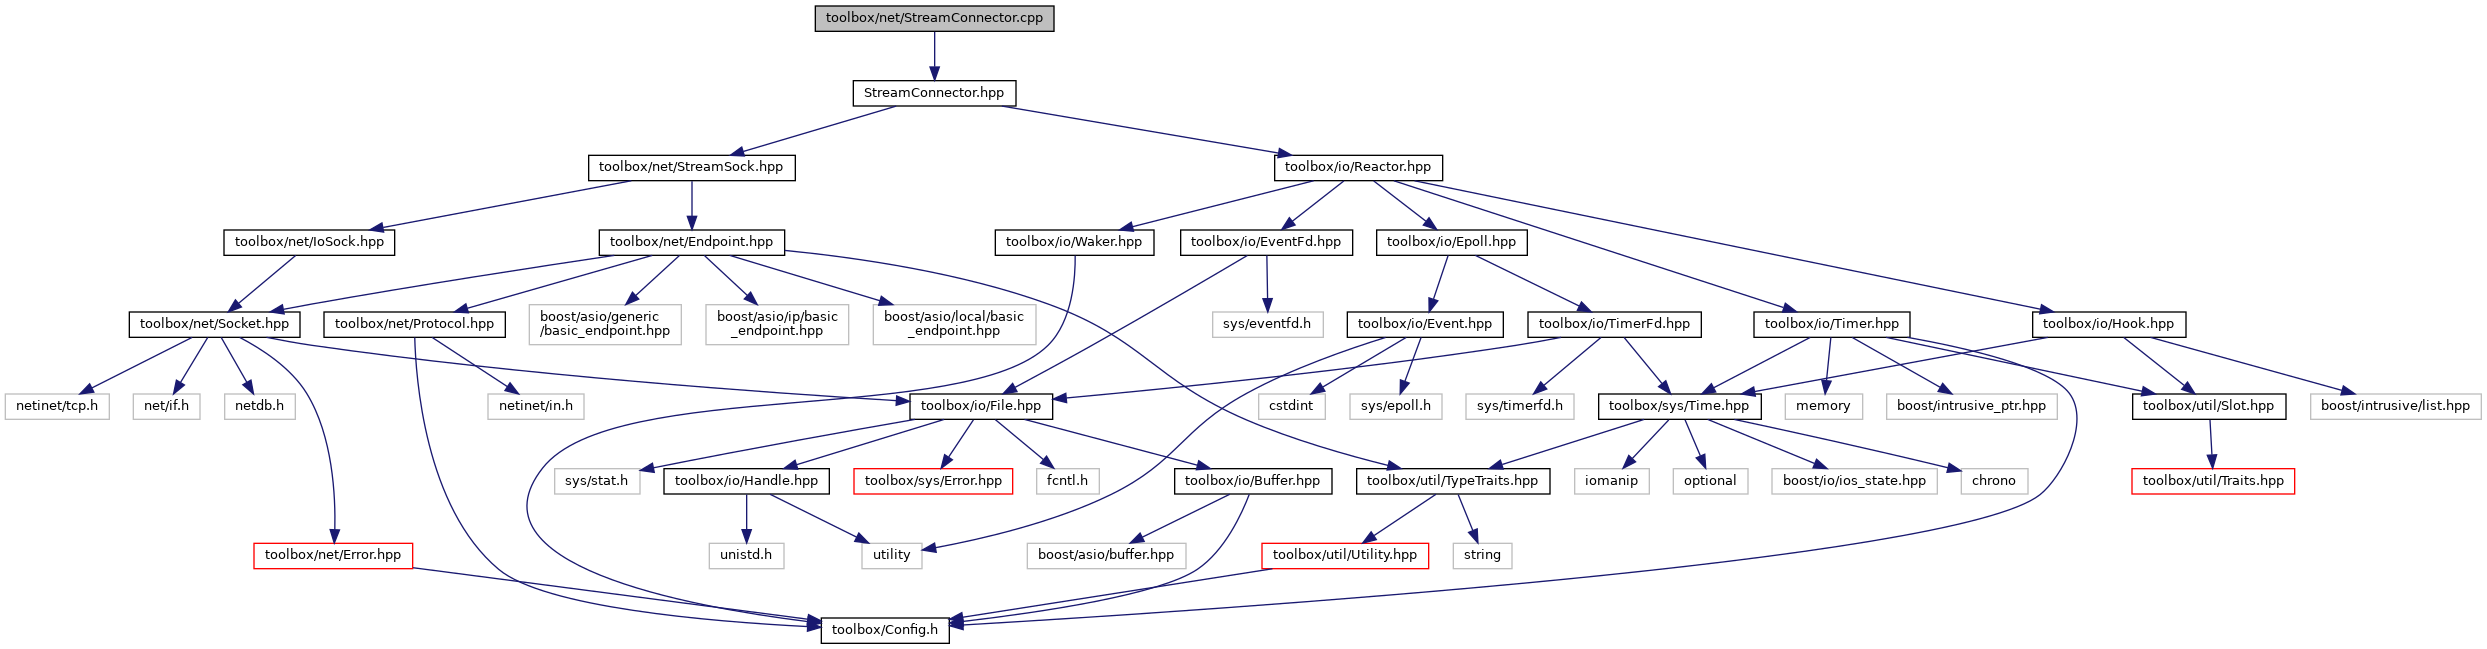 toolbox/net/StreamConnector.cpp
StreamConnector.hpp
toolbox/net/StreamSock.hpp
toolbox/io/Reactor.hpp
toolbox/net/IoSock.hpp
toolbox/net/Endpoint.hpp
toolbox/io/Waker.hpp
toolbox/io/EventFd.hpp
toolbox/io/Epoll.hpp
toolbox/net/Socket.hpp
toolbox/net/Protocol.hpp
boost/asio/generic
/basic_endpoint.hpp
boost/asio/ip/basic
_endpoint.hpp
boost/asio/local/basic
_endpoint.hpp
sys/eventfd.h
toolbox/io/Event.hpp
toolbox/io/TimerFd.hpp
toolbox/io/Timer.hpp
toolbox/io/Hook.hpp
netinet/tcp.h
net/if.h
netdb.h
netinet/in.h
toolbox/io/File.hpp
cstdint
sys/epoll.h
sys/timerfd.h
toolbox/sys/Time.hpp
memory
boost/intrusive_ptr.hpp
toolbox/util/Slot.hpp
boost/intrusive/list.hpp
sys/stat.h
toolbox/io/Handle.hpp
toolbox/sys/Error.hpp
fcntl.h
toolbox/io/Buffer.hpp
toolbox/util/TypeTraits.hpp
iomanip
optional
boost/io/ios_state.hpp
chrono
toolbox/util/Traits.hpp
toolbox/net/Error.hpp
unistd.h
utility
boost/asio/buffer.hpp
toolbox/util/Utility.hpp
string
toolbox/Config.h